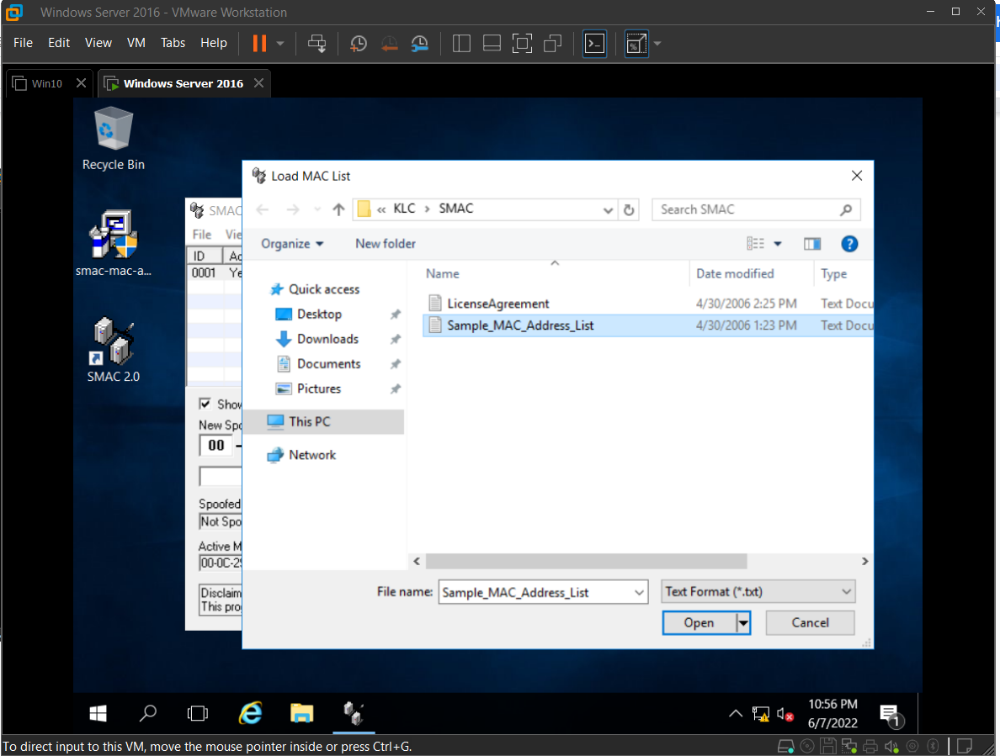 Windows Server 2016 - VMware Workstation
File Edit View VM Tabs Help
Win10
Windows Server 2016
Recycle Bin
Load MAC List
SMAC
KLC › SMAC
Search SMAC
File Vie
Organize
New folder
ID Ac
0001 Ye
smac-mac-a...
Name Date modified Type
Quick access
LicenseAgreement 4/30/2006 2:25 PM Text Docu
Desktop
Sample_MAC_Address_List 4/30/2006 1:23 PM Text Docu
Downloads
Documents
SMAC 2.0
Pictures
Show
This PC
New Spo
00 -
Network
Spoofed
Not Spo
Active M
00-0C-29
Disclaim
This pro
File name: Sample_MAC_Address_List Text Format (*.txt)
Open Cancel
10:56 PM
6/7/2022
1
To direct input to this VM, move the mouse pointer inside or press Ctrl+G.